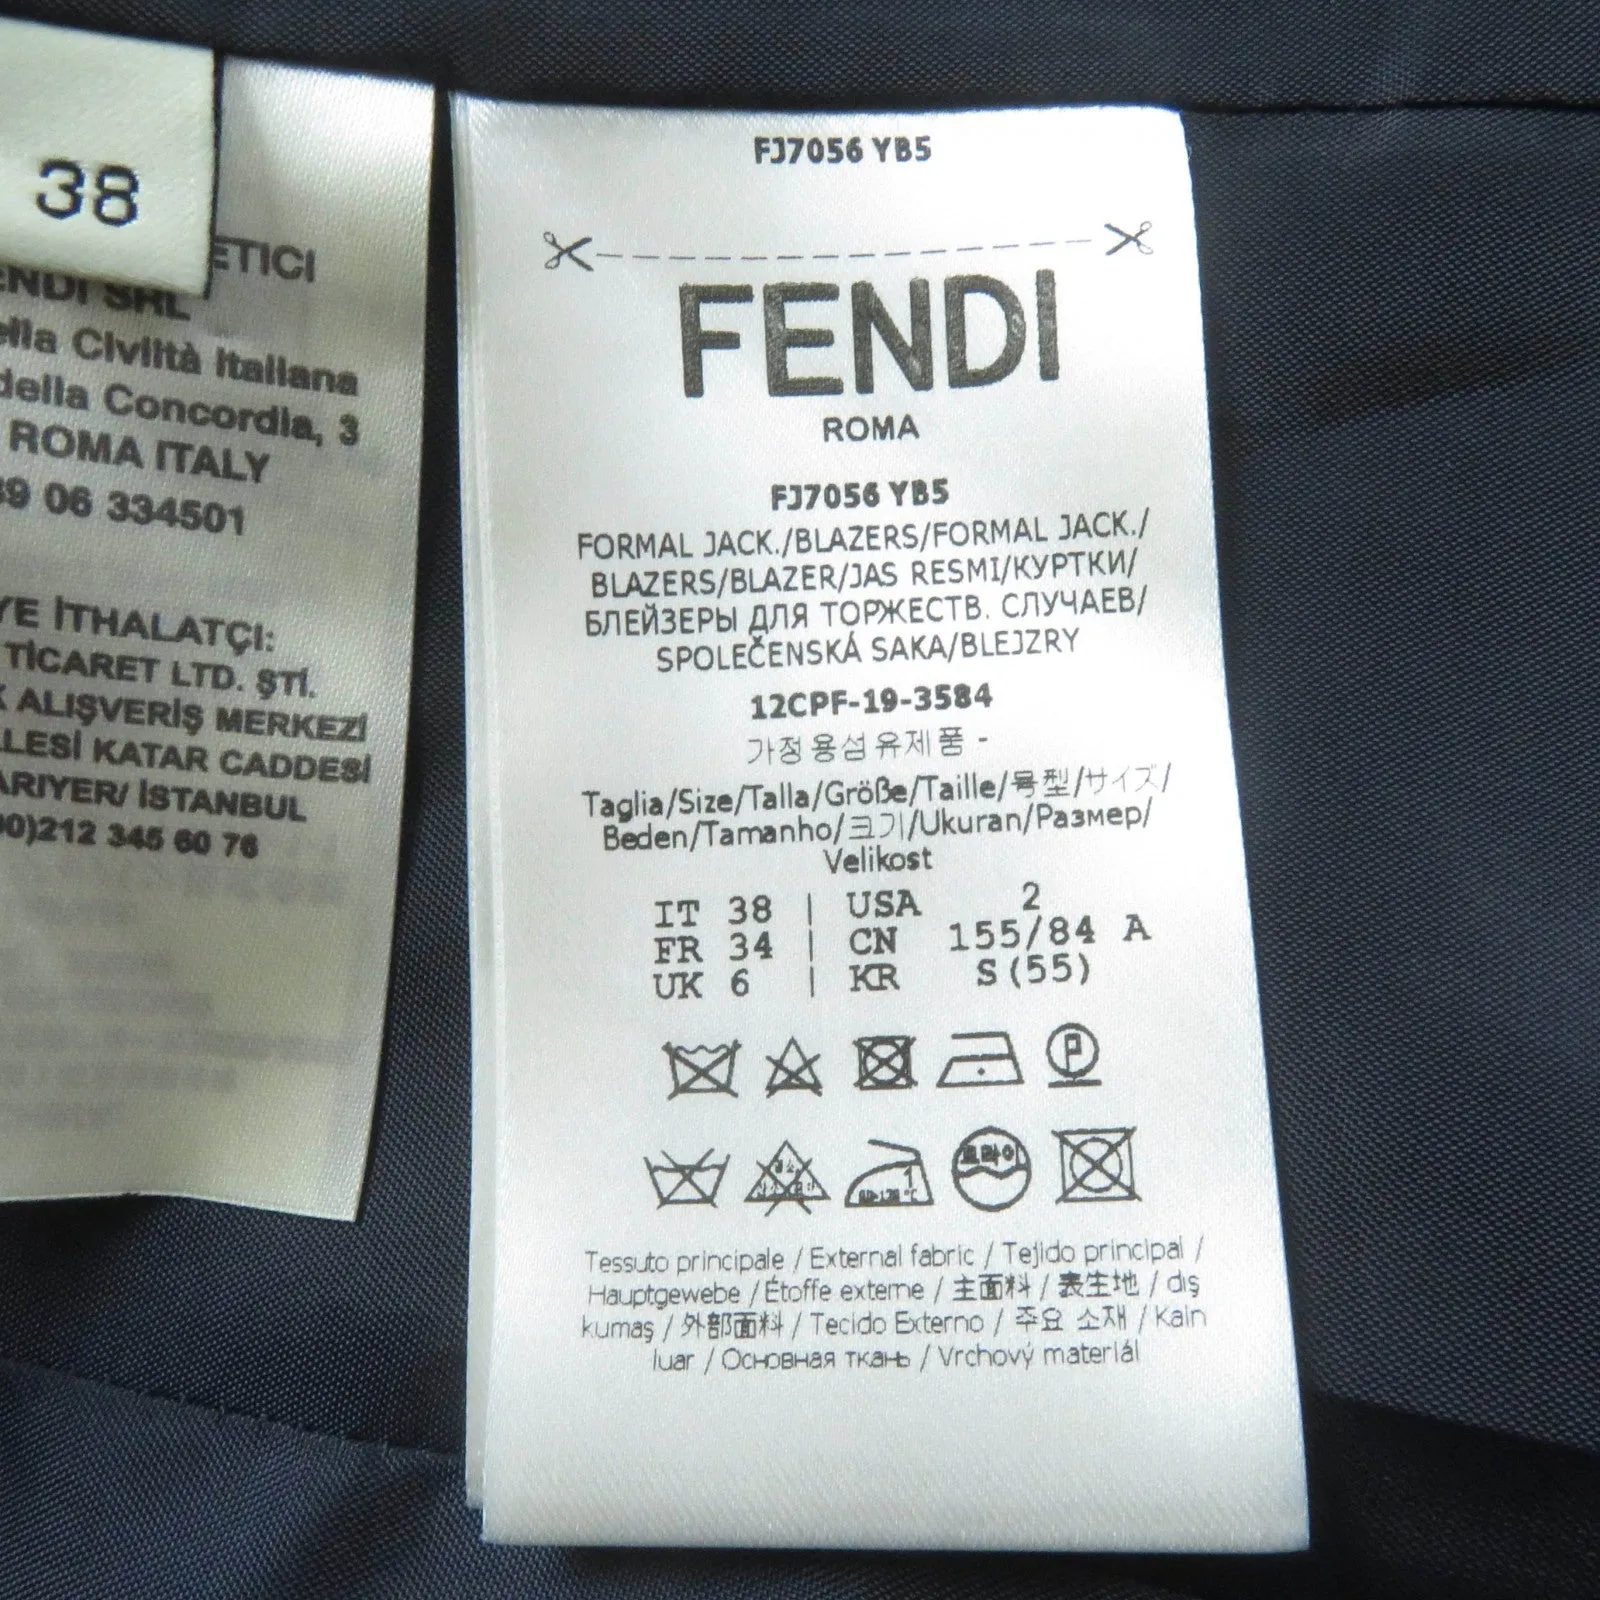 38
ETICI
ENDI SRL /
ella Civiltà Italiana
della Concordia, 3
ROMA ITALY
39 06 334501
YE İTHALATÇI:
TİCARET LTD. ŞTİ.
K ALIŞVERİŞ MERKEZİ
LLESİ KATAR CADDESİ
ARIYER/ İSTANBUL
90)212 345 60 76
FJ7056 YB5
FENDI
ROMA
FJ7056 YB5
FORMAL JACK./BLAZERS/FORMAL JACK./
BLAZERS/BLAZER/JAS RESMI/КУРТКИ/
БЛЕЙЗЕРЫ ДЛЯ ТОРЖЕСТВ. СЛУЧАЕВ/
SPOLEČENSKÁ SAKA/BLEJZRY
12CPF-19-3584
가정용섬유제품 -
Taglia/Size/Talla/Größe/Taille/号型/サイズ/
Beden/Tamanho/크기/Ukuran/Размер/
Velikost
IT 38 | USA 2
FR 34 | CN 155/84 A
UK 6 | KR S(55)
P
드라이
1
Tessuto principale / External fabric / Tejido principal /
Hauptgewebe / Étoffe externe / 主面料 / 表生地 / dış
kumaş / 外部面料 / Tecido Externo / 주요 소재 / Kain
luar / Основная ткань / Vrchový materiál